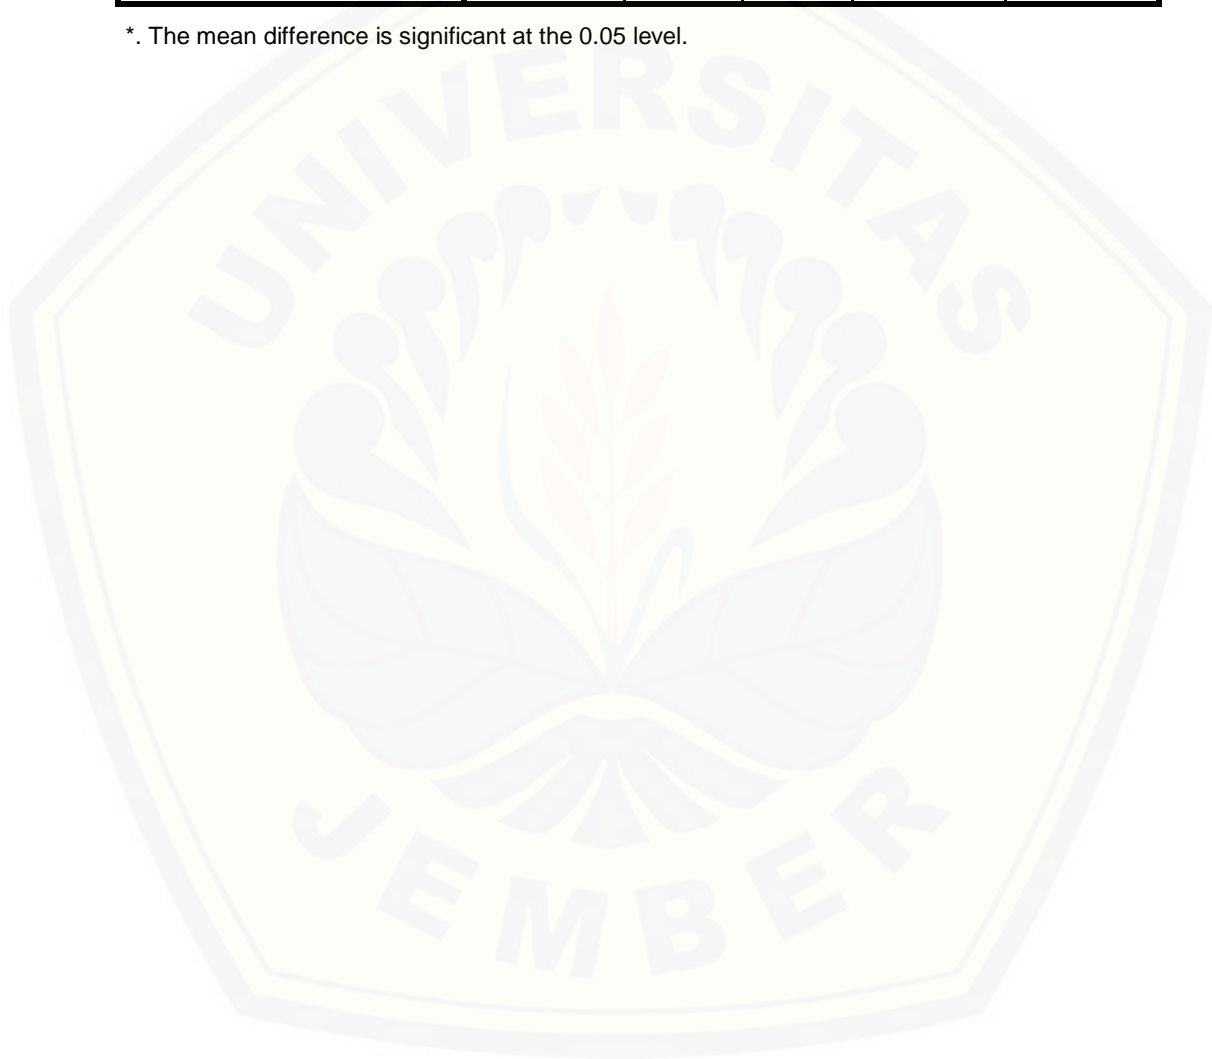 *. The mean difference is significant at the 0.05 level.
UNIVERSITAS
JEMBER